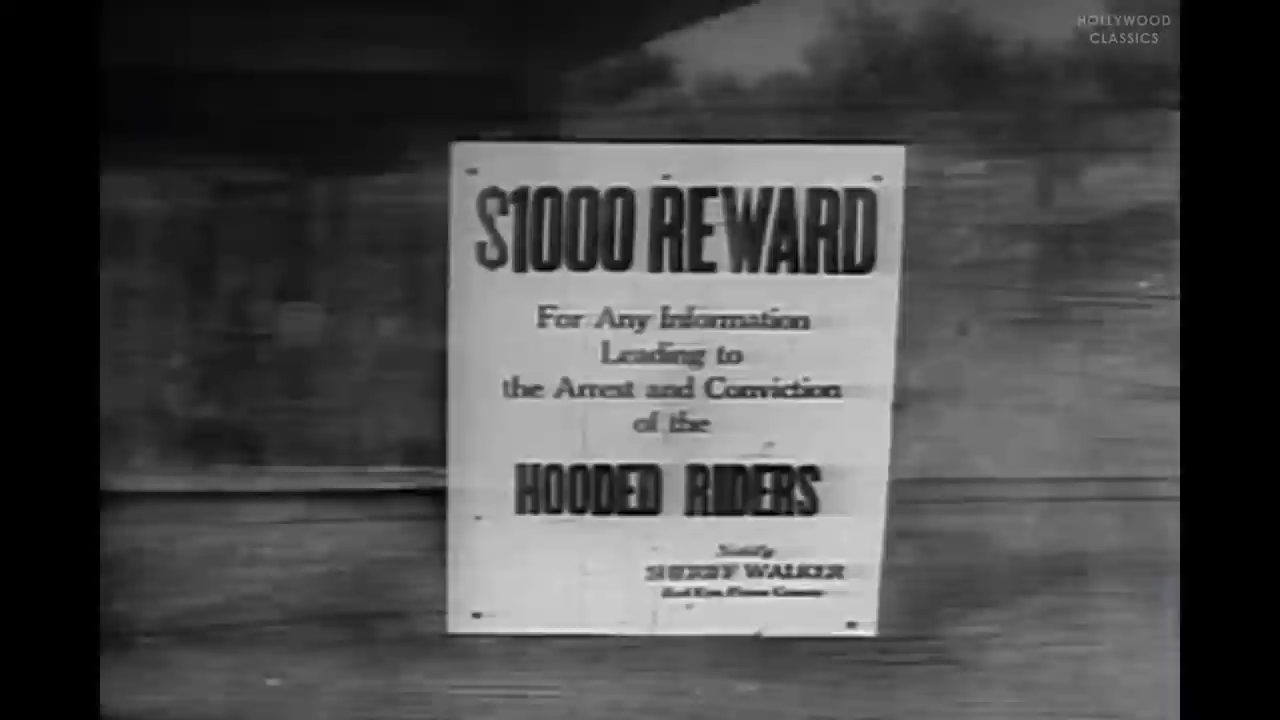 HOLLYWOOD
CLASSICS
$1000 REWARD
For Any Information
Leading to
the Arrest and Conviction
of the
HOODED RIDERS
Notify
SHERIFF WALKER